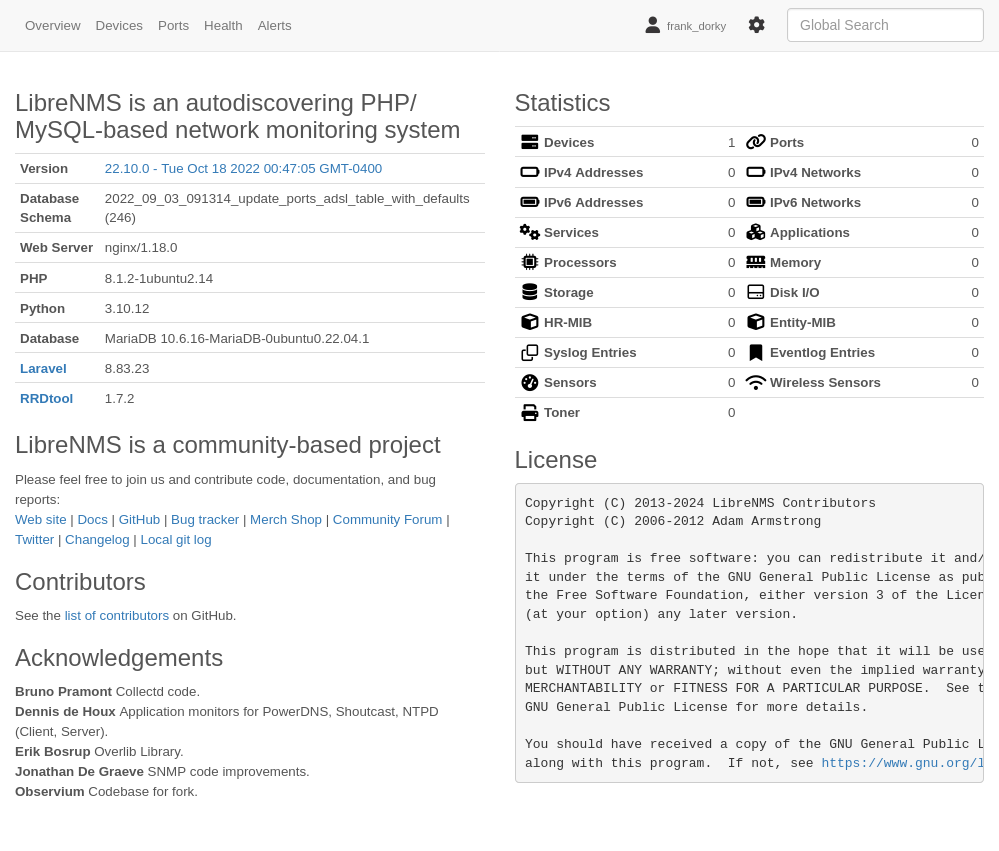 Overview Devices Ports Health Alerts frank_dorky Global Search
LibreNMS is an autodiscovering PHP/
MySQL-based network monitoring system
Version 22.10.0 - Tue Oct 18 2022 00:47:05 GMT-0400
Database Schema 2022_09_03_091314_update_ports_adsl_table_with_defaults
(246)
Web Server nginx/1.18.0
PHP 8.1.2-1ubuntu2.14
Python 3.10.12
Database MariaDB 10.6.16-MariaDB-0ubuntu0.22.04.1
Laravel 8.83.23
RRDtool 1.7.2
LibreNMS is a community-based project
Please feel free to join us and contribute code, documentation, and bug
reports:
Web site | Docs | GitHub | Bug tracker | Merch Shop | Community Forum |
Twitter | Changelog | Local git log
Contributors
See the list of contributors on GitHub.
Acknowledgements
Bruno Pramont Collectd code.
Dennis de Houx Application monitors for PowerDNS, Shoutcast, NTPD
(Client, Server).
Erik Bosrup Overlib Library.
Jonathan De Graeve SNMP code improvements.
Observium Codebase for fork.
Statistics
Devices 1 Ports 0
IPv4 Addresses 0 IPv4 Networks 0
IPv6 Addresses 0 IPv6 Networks 0
Services 0 Applications 0
Processors 0 Memory 0
Storage 0 Disk I/O 0
HR-MIB 0 Entity-MIB 0
Syslog Entries 0 Eventlog Entries 0
Sensors 0 Wireless Sensors 0
Toner 0
License
Copyright (C) 2013-2024 LibreNMS Contributors
Copyright (C) 2006-2012 Adam Armstrong
This program is free software: you can redistribute it and/
it under the terms of the GNU General Public License as pub
the Free Software Foundation, either version 3 of the Licen
(at your option) any later version.
This program is distributed in the hope that it will be use
but WITHOUT ANY WARRANTY; without even the implied warranty
MERCHANTABILITY or FITNESS FOR A PARTICULAR PURPOSE.  See t
GNU General Public License for more details.
You should have received a copy of the GNU General Public L
along with this program.  If not, see https://www.gnu.org/l